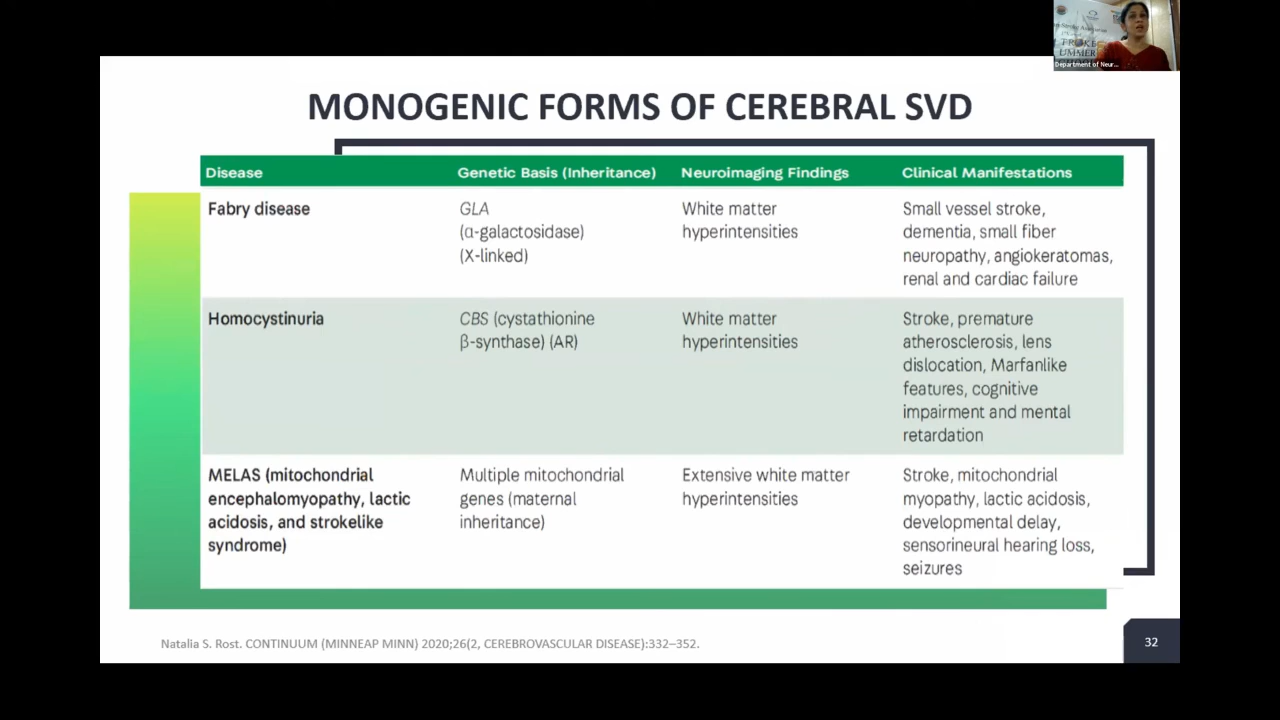 MONOGENIC FORMS OF CEREBRAL SVD
Disease Genetic Basis (Inheritance) Neuroimaging Findings Clinical Manifestations
Fabry disease
GLA
(α-galactosidase)
(X-linked)
White matter
hyperintensities
Small vessel stroke,
dementia, small fiber
neuropathy, angiokeratomas,
renal and cardiac failure
Homocystinuria
CBS (cystathionine
β-synthase) (AR)
White matter
hyperintensities
Stroke, premature
atherosclerosis, lens
dislocation, Marfanlike
features, cognitive
impairment and mental
retardation
MELAS (mitochondrial
encephalomyopathy, lactic
acidosis, and strokelike
syndrome)
Multiple mitochondrial
genes (maternal
inheritance)
Extensive white matter
hyperintensities
Stroke, mitochondrial
myopathy, lactic acidosis,
developmental delay,
sensorineural hearing loss,
seizures
Natalia S. Rost. CONTINUUM (MINNEAP MINN) 2020;26(2, CEREBROVASCULAR DISEASE):332–352.
32
Department of Neur...